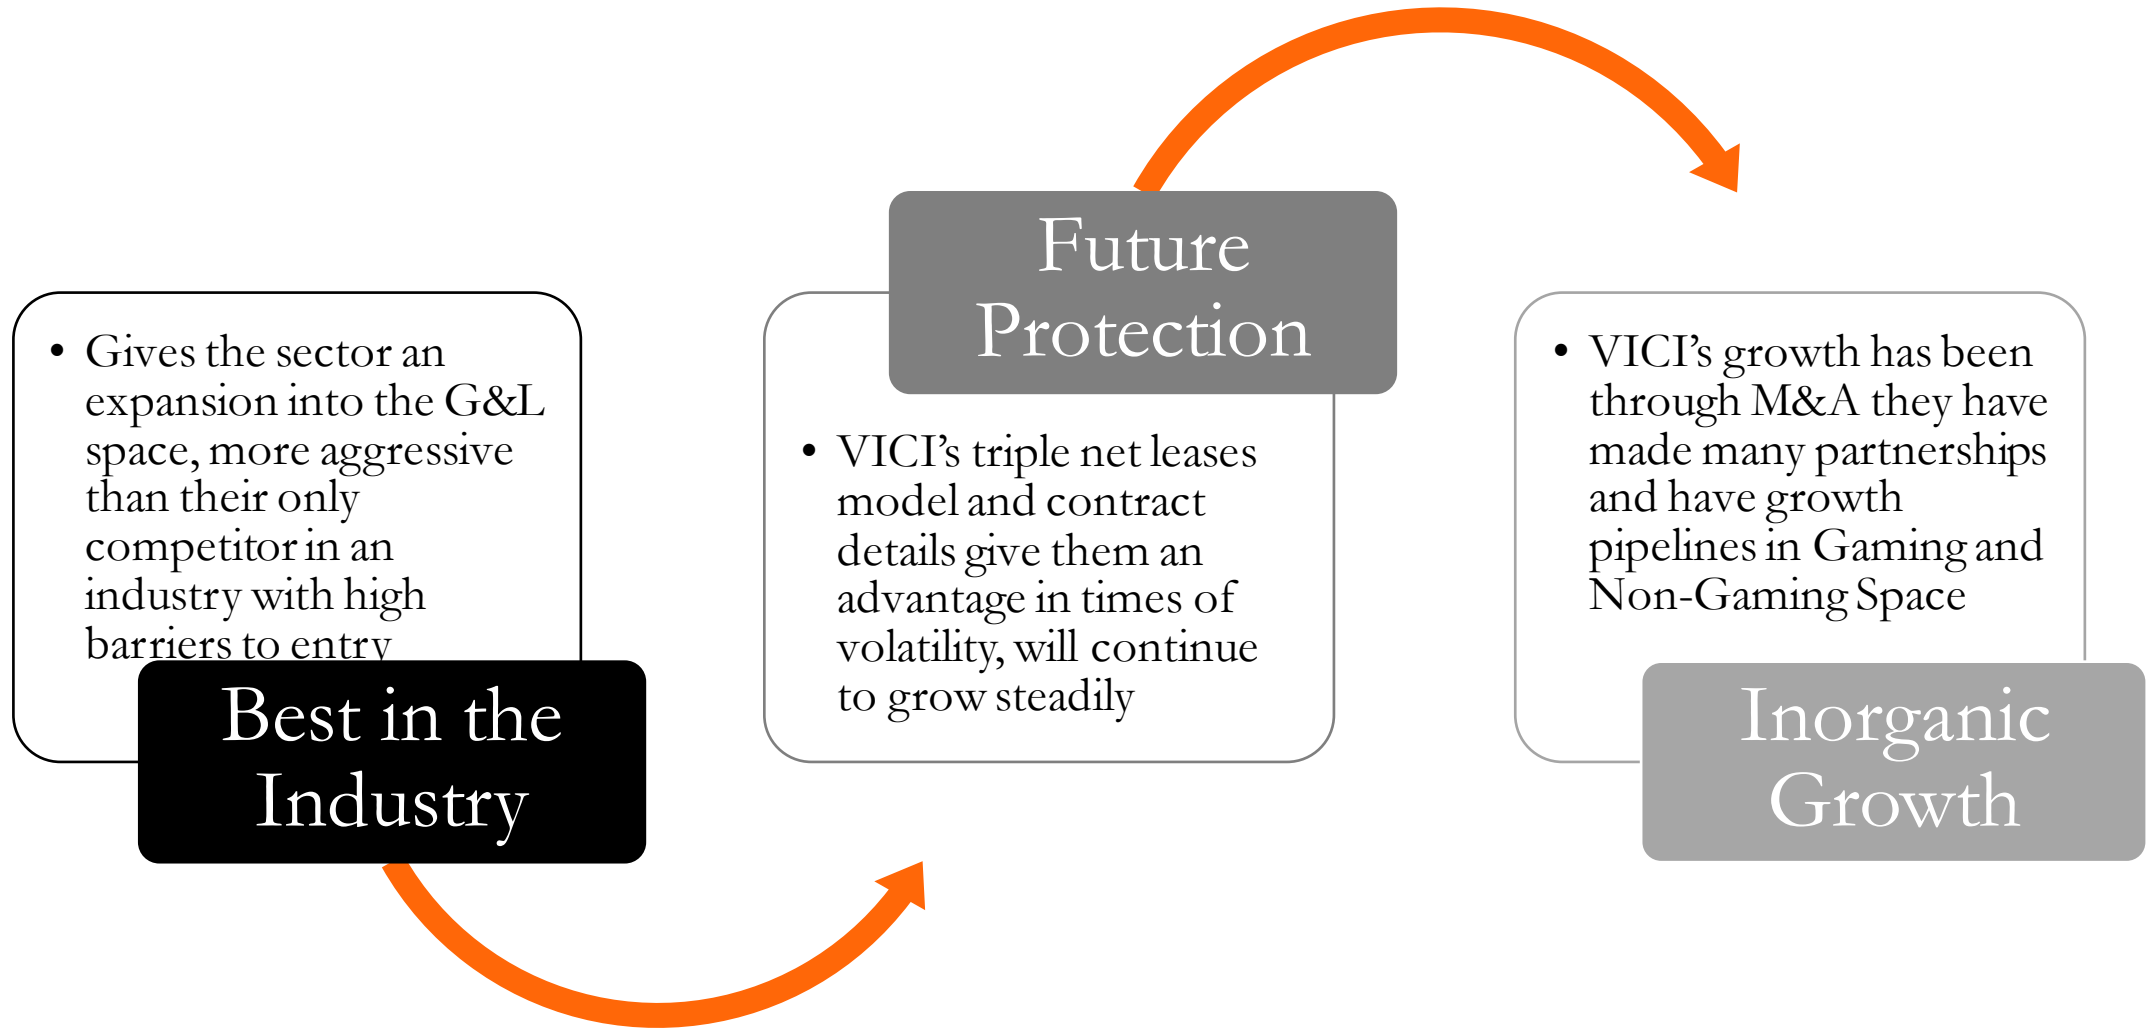 • Gives the sector an
expansion into the G&L
space, more aggressive
than their only
competitor in an
industry with high
barriers to entry
Best in the
Industry
Future
Protection
• VICI’s triple net leases
model and contract
details give them an
advantage in times of
volatility, will continue
to grow steadily
• VICI’s growth has been
through M&A they have
made many partnerships
and have growth
pipelines in Gaming and
Non-Gaming Space
Inorganic
Growth